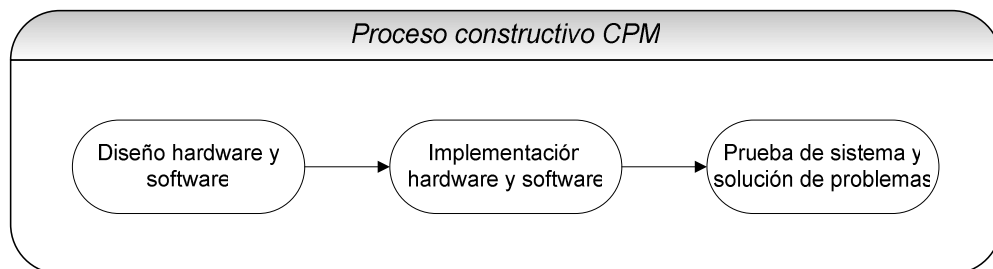 Proceso constructivo CPM
Diseño hardware y
software
Implementación
hardware y software
Prueba de sistema y
solución de problemas